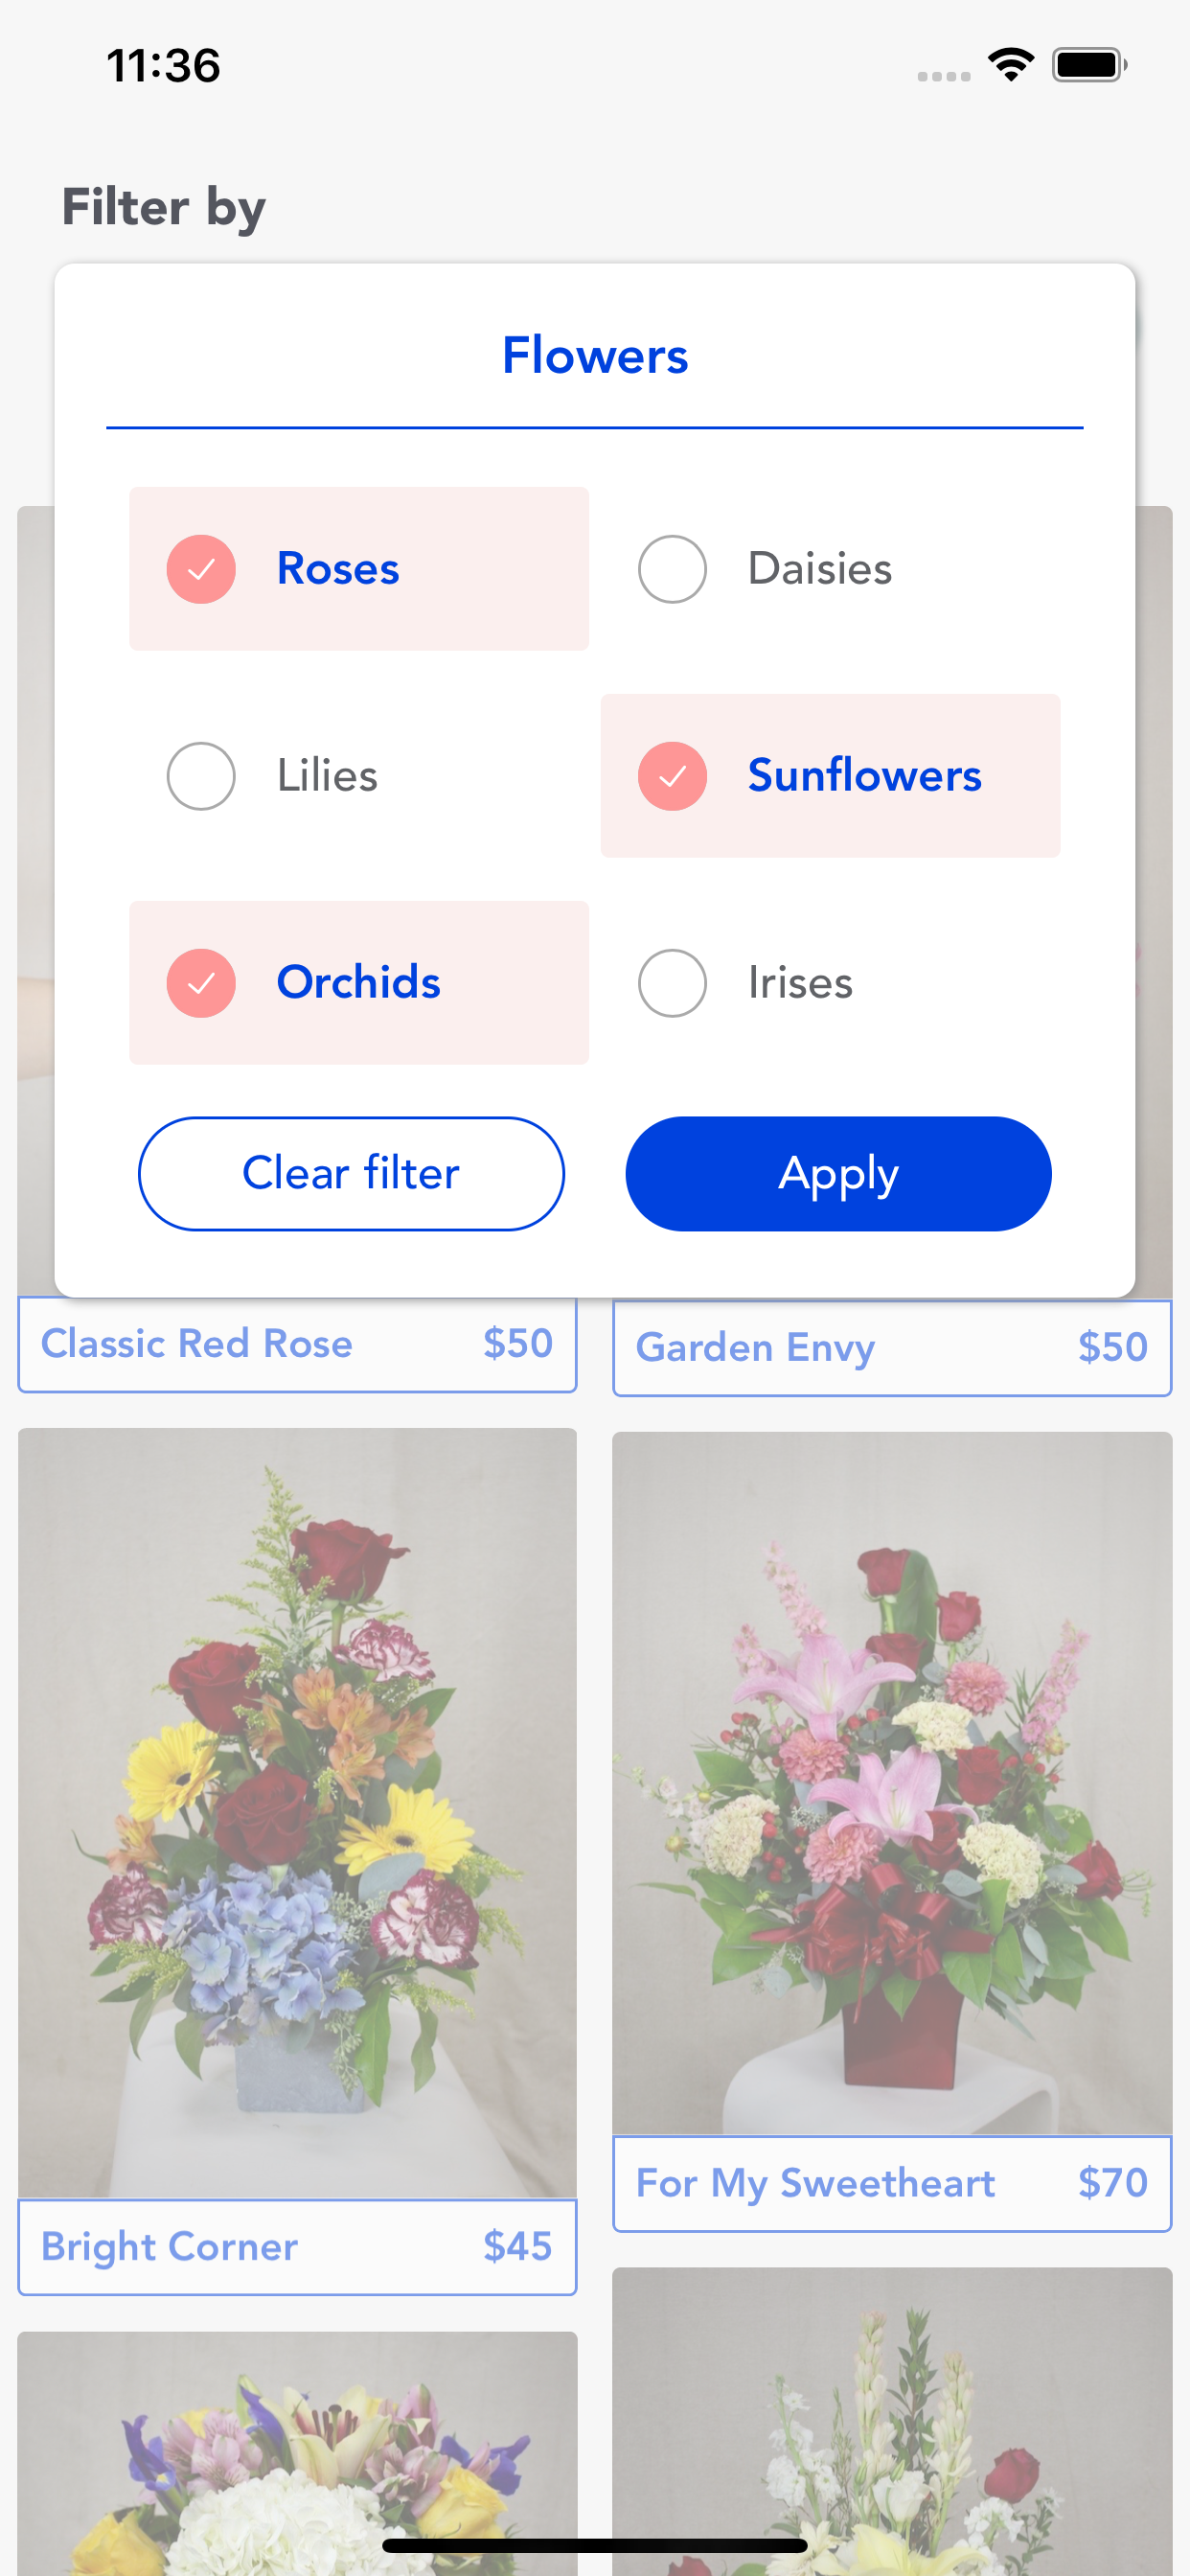 11:36
Filter by
Flowers
Roses
Daisies
Lilies
Sunflowers
Orchids
Irises
Clear filter
Apply
Classic Red Rose $50
Garden Envy $50
For My Sweetheart $70
Bright Corner $45